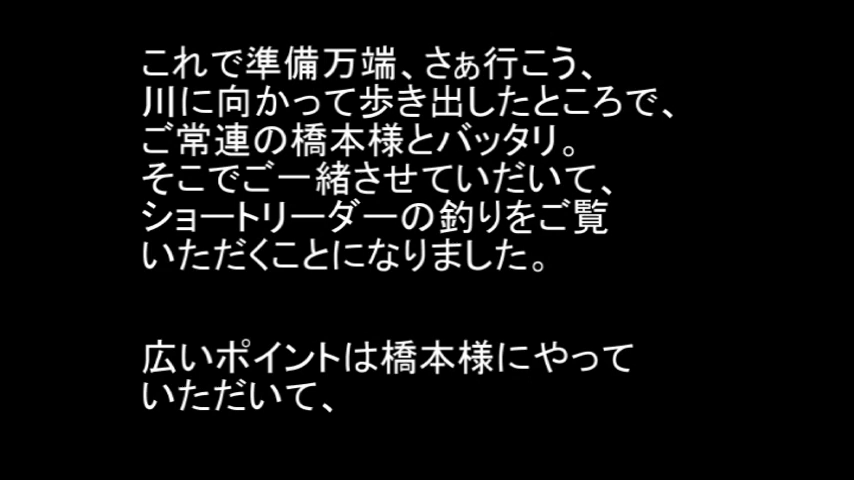 これで準備万端、さぁ行こう、
川に向かって歩き出したところで、
ご常連の橋本様とバッタリ。
そこでご一緒させていだいて、
ショートリーダーの釣りをご覧
いただくことになりました。
広いポイントは橋本様にやって
いただいて、